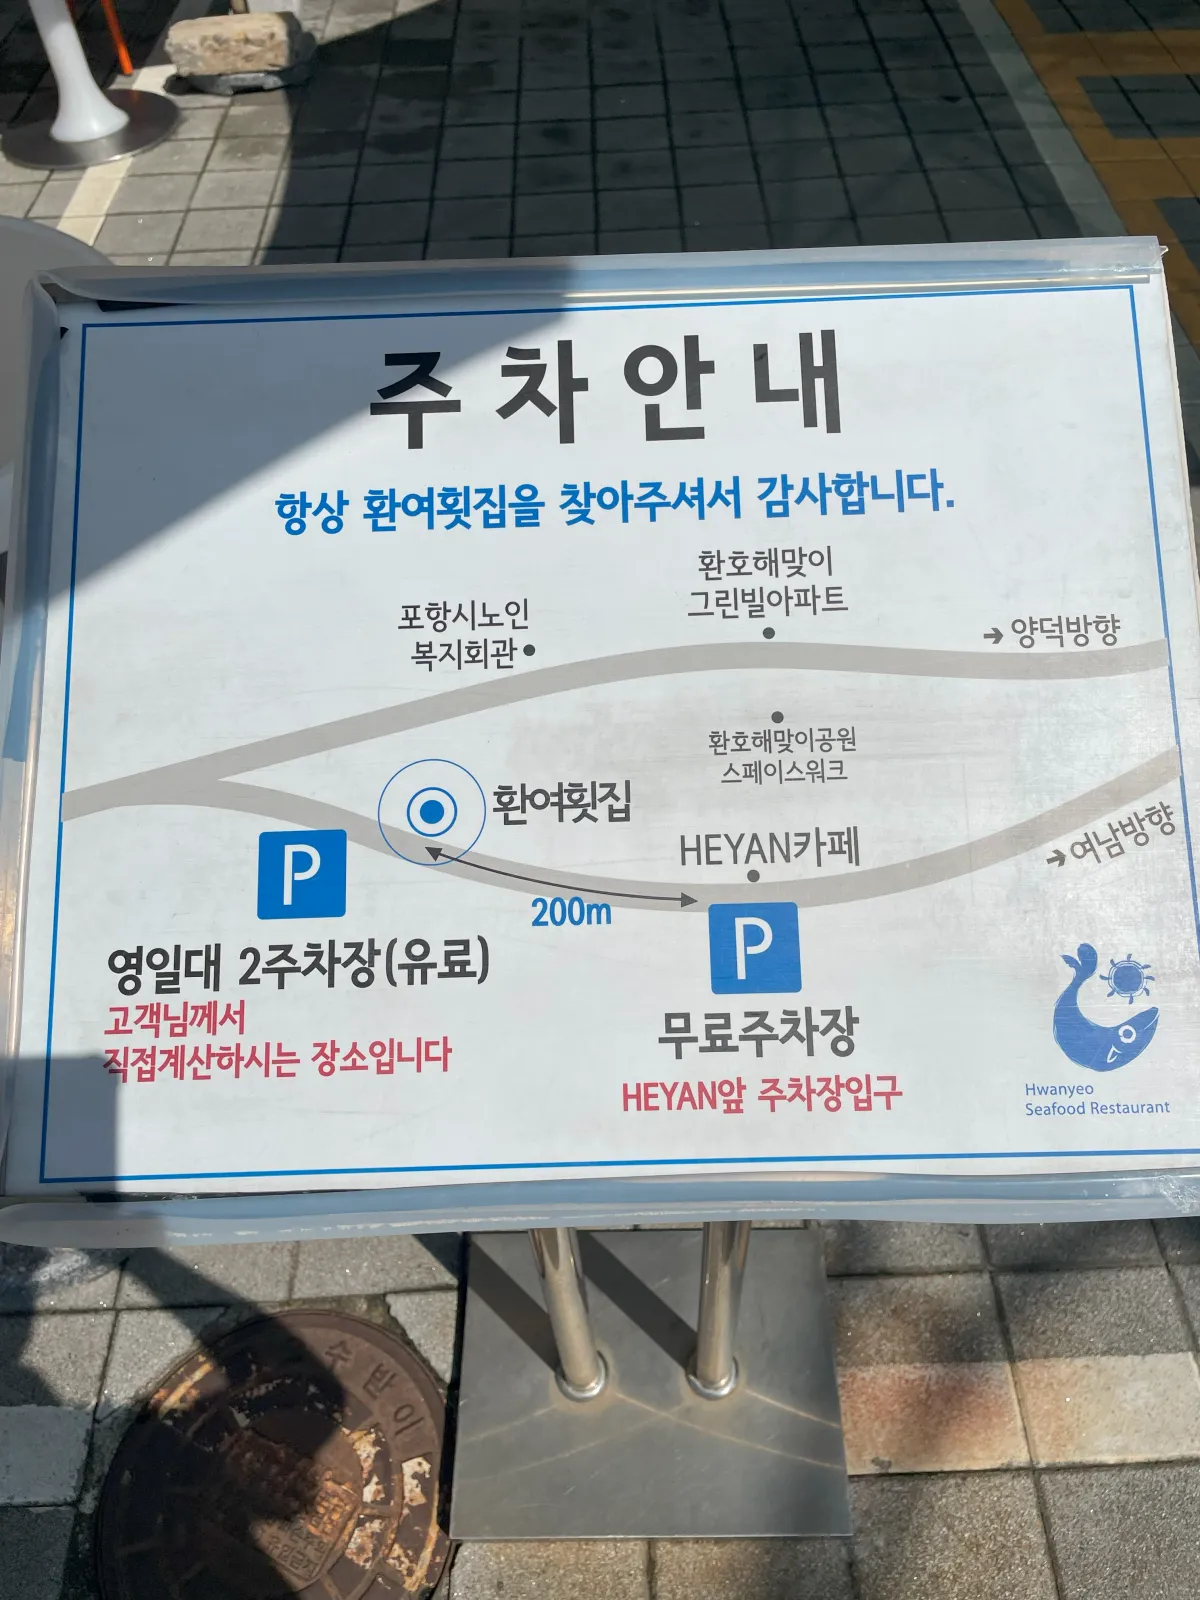 주차안내
항상 환여횟집을 찾아주셔서 감사합니다.
환호해맞이
그린빌아파트
포항시노인
복지회관
➔ 양덕방향
환호해맞이공원
스페이스워크
환여횟집
HEYAN카페
➔ 여남방향
P
200m
P
영일대 2주차장(유료)
고객님께서
직접계산하시는 장소입니다
무료주차장
HEYAN앞 주차장입구
Hwanyeo
Seafood Restaurant
수받이